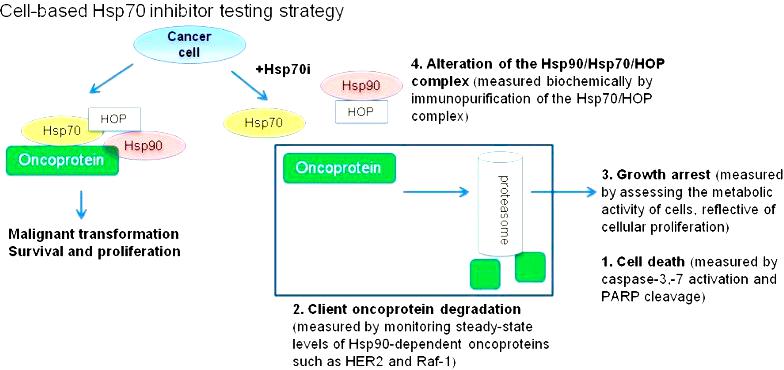 Cell-based Hsp70 inhibitor testing strategy
Cancer
cell
+Hsp70i
Hsp70
HOP
Hsp90
Oncoprotein
Malignant transformation
Survival and proliferation
Hsp70
Hsp90
HOP
4. Alteration of the Hsp90/Hsp70/HOP
complex (measured biochemically by
immunopurification of the Hsp70/HOP
complex)
Oncoprotein
proteasome
2. Client oncoprotein degradation
(measured by monitoring steady-state
levels of Hsp90-dependent oncoproteins
such as HER2 and Raf-1)
3. Growth arrest (measured
by assessing the metabolic
activity of cells, reflective of
cellular proliferation)
1. Cell death (measured by
caspase-3,-7 activation and
PARP cleavage)